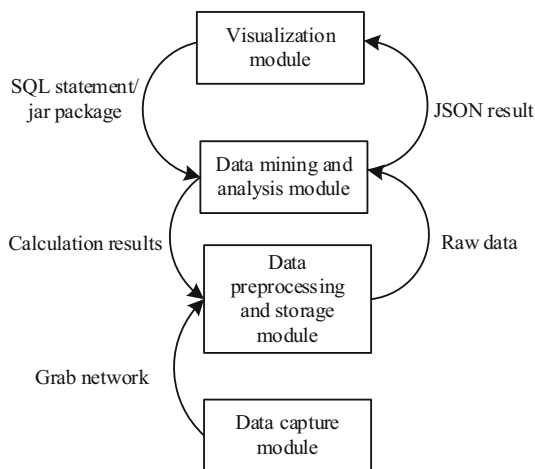 Visualization
module
SQL statement/
jar package
JSON result
Data mining and
analysis module
Calculation results
Raw data
Data
preprocessing
and storage
module
Grab network
Data capture
module